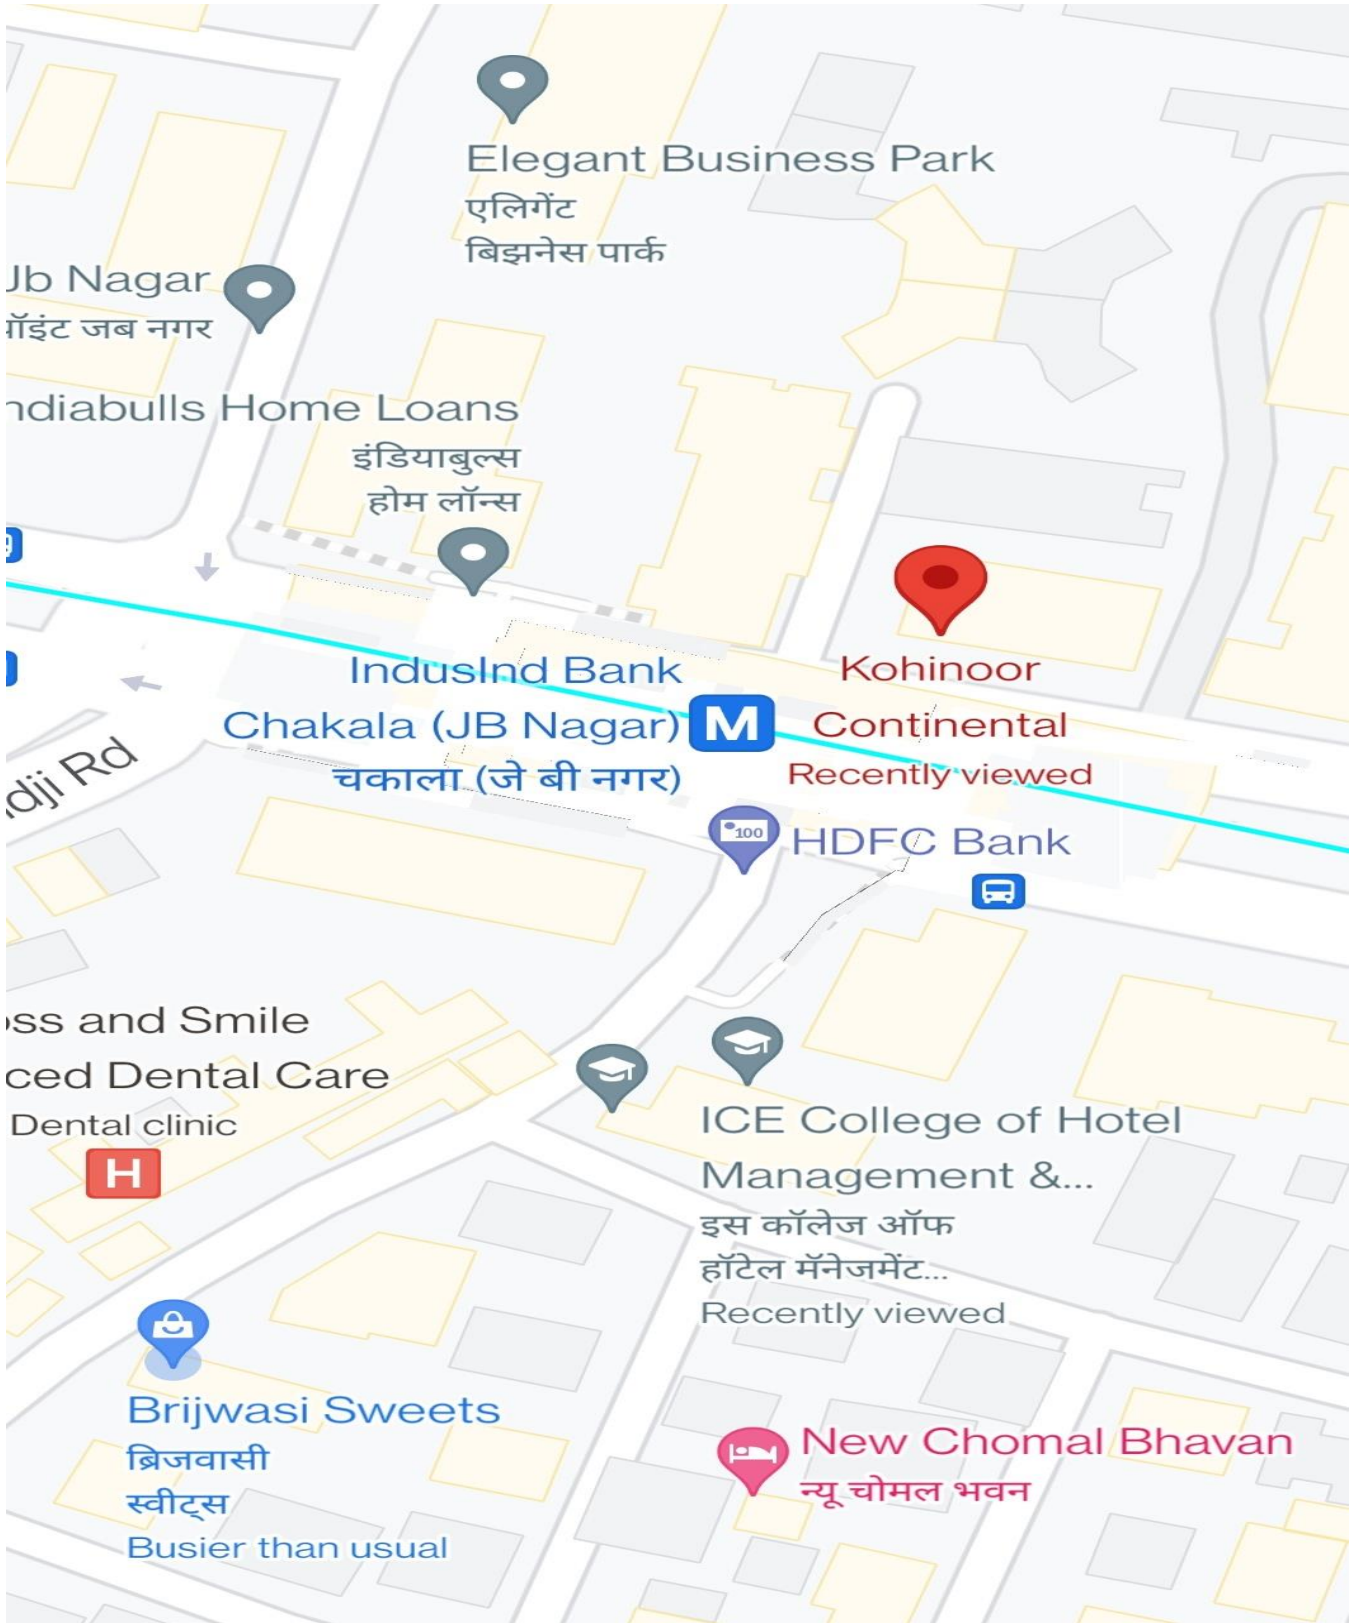 Elegant Business Park
एलिगेंट
बिझनेस पार्क
Jb Nagar
पॉइंट जब नगर
ndiabulls Home Loans
इंडियाबुल्स
होम लॉन्स
IndusInd Bank
Chakala (JB Nagar)
चकाला (जे बी नगर)
M
Kohinoor
Continental
Recently viewed
dji Rd
100
HDFC Bank
oss and Smile
ced Dental Care
Dental clinic
H
ICE College of Hotel
Management &...
इस कॉलेज ऑफ
हॉटेल मॅनेजमेंट...
Recently viewed
Brijwasi Sweets
ब्रिजवासी
स्वीट्स
Busier than usual
New Chomal Bhavan
न्यू चोमल भवन